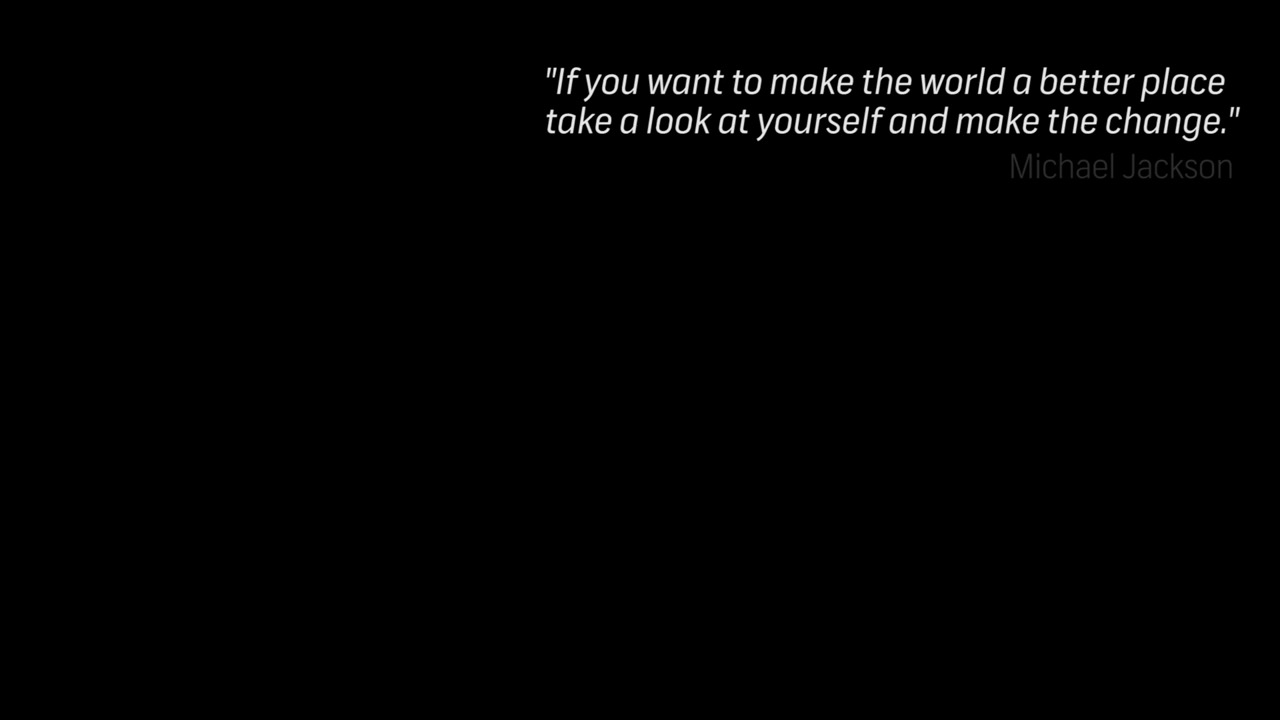 "If you want to make the world a better place
take a look at yourself and make the change."
Michael Jackson